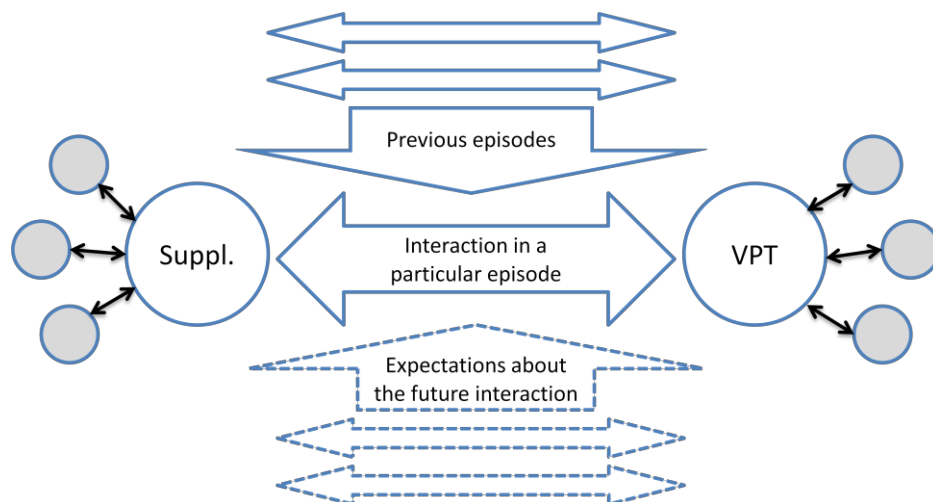 Previous episodes
Suppl.
Interaction in a
particular episode
VPT
Expectations about
the future interaction